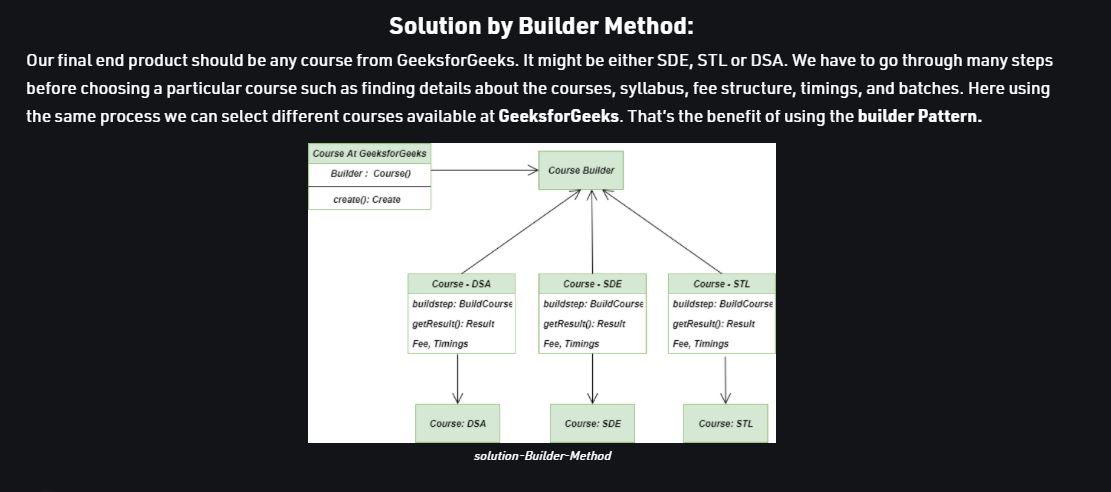 Solution by Builder Method:
Our final end product should be any course from GeeksforGeeks. It might be either SDE, STL or DSA. We have to go through many steps
before choosing a particular course such as finding details about the courses, syllabus, fee structure, timings, and batches. Here using
the same process we can select different courses available at GeeksforGeeks. That's the benefit of using the builder Pattern.
Course At GeeksforGeeks
Builder : Course()
create(): Create
Course Builder
Course - DSA
buildstep: BuildCourse
getResult(): Result
Fee, Timings
Course - SDE
buildstep: BuildCourse
getResult(): Result
Fee, Timings
Course - STL
buildstep: BuildCourse
getResult(): Result
Fee, Timings
Course: DSA
Course: SDE
Course: STL
solution-Builder-Method